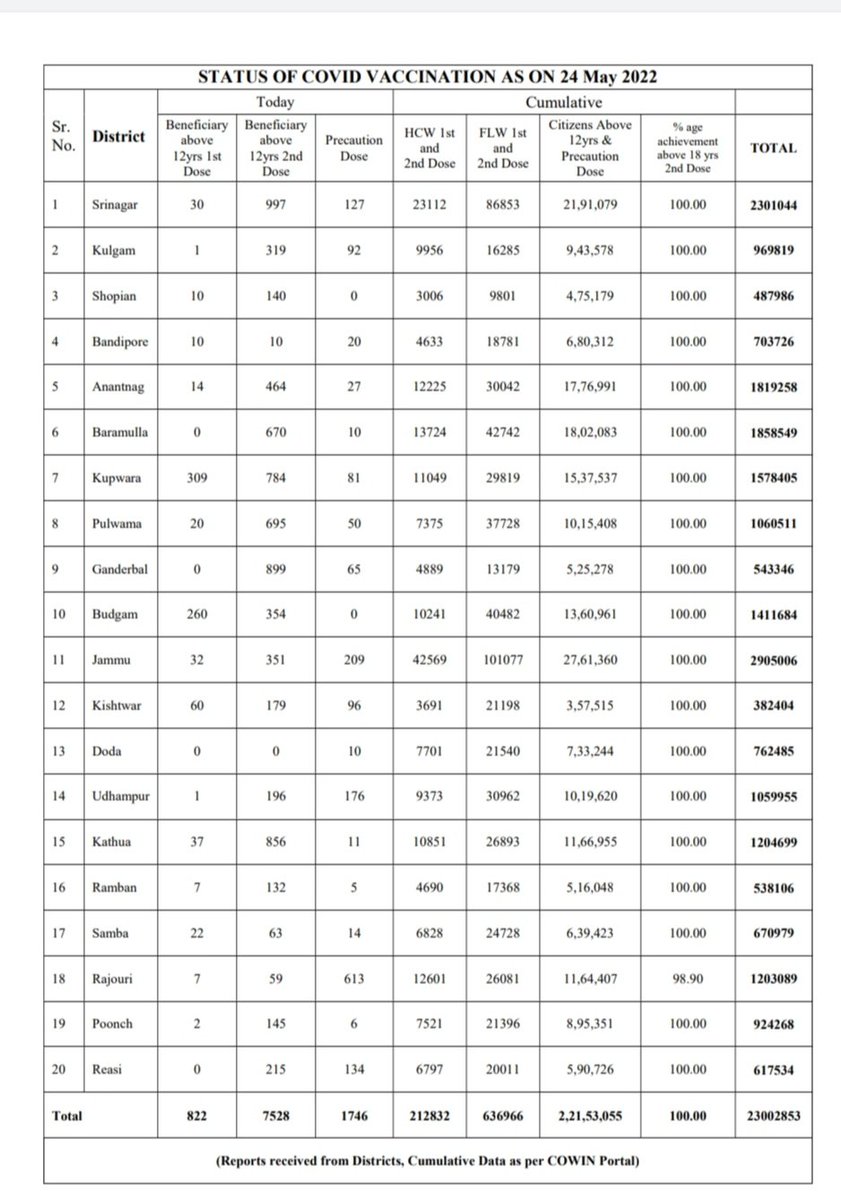 STATUS OF COVID VACCINATION AS ON 24 May 2022
Sr. No. District Today Cumulative
Beneficiary above 12yrs 1st Dose Beneficiary above 12yrs 2nd Dose Precaution Dose HCW 1st and 2nd Dose FLW 1st and 2nd Dose Citizens Above 12yrs & Precaution Dose % age achievement above 18 yrs 2nd Dose TOTAL
1 Srinagar 30 997 127 23112 86853 21,91,079 100.00 2301044
2 Kulgam 1 319 92 9956 16285 9,43,578 100.00 969819
3 Shopian 10 140 0 3006 9801 4,75,179 100.00 487986
4 Bandipore 10 10 20 4633 18781 6,80,312 100.00 703726
5 Anantnag 14 464 27 12225 30042 17,76,991 100.00 1819258
6 Baramulla 0 670 10 13724 42742 18,02,083 100.00 1858549
7 Kupwara 309 784 81 11049 29819 15,37,537 100.00 1578405
8 Pulwama 20 695 50 7375 37728 10,15,408 100.00 1060511
9 Ganderbal 0 899 65 4889 13179 5,25,278 100.00 543346
10 Budgam 260 354 0 10241 40482 13,60,961 100.00 1411684
11 Jammu 32 351 209 42569 101077 27,61,360 100.00 2905006
12 Kishtwar 60 179 96 3691 21198 3,57,515 100.00 382404
13 Doda 0 0 10 7701 21540 7,33,244 100.00 762485
14 Udhampur 1 196 176 9373 30962 10,19,620 100.00 1059955
15 Kathua 37 856 11 10851 26893 11,66,955 100.00 1204699
16 Ramban 7 132 5 4690 17368 5,16,048 100.00 538106
17 Samba 22 63 14 6828 24728 6,39,423 100.00 670979
18 Rajouri 7 59 613 12601 26081 11,64,407 98.90 1203089
19 Poonch 2 145 6 7521 21396 8,95,351 100.00 924268
20 Reasi 0 215 134 6797 20011 5,90,726 100.00 617534
Total 822 7528 1746 212832 636966 2,21,53,055 100.00 23002853
(Reports received from Districts, Cumulative Data as per COWIN Portal)